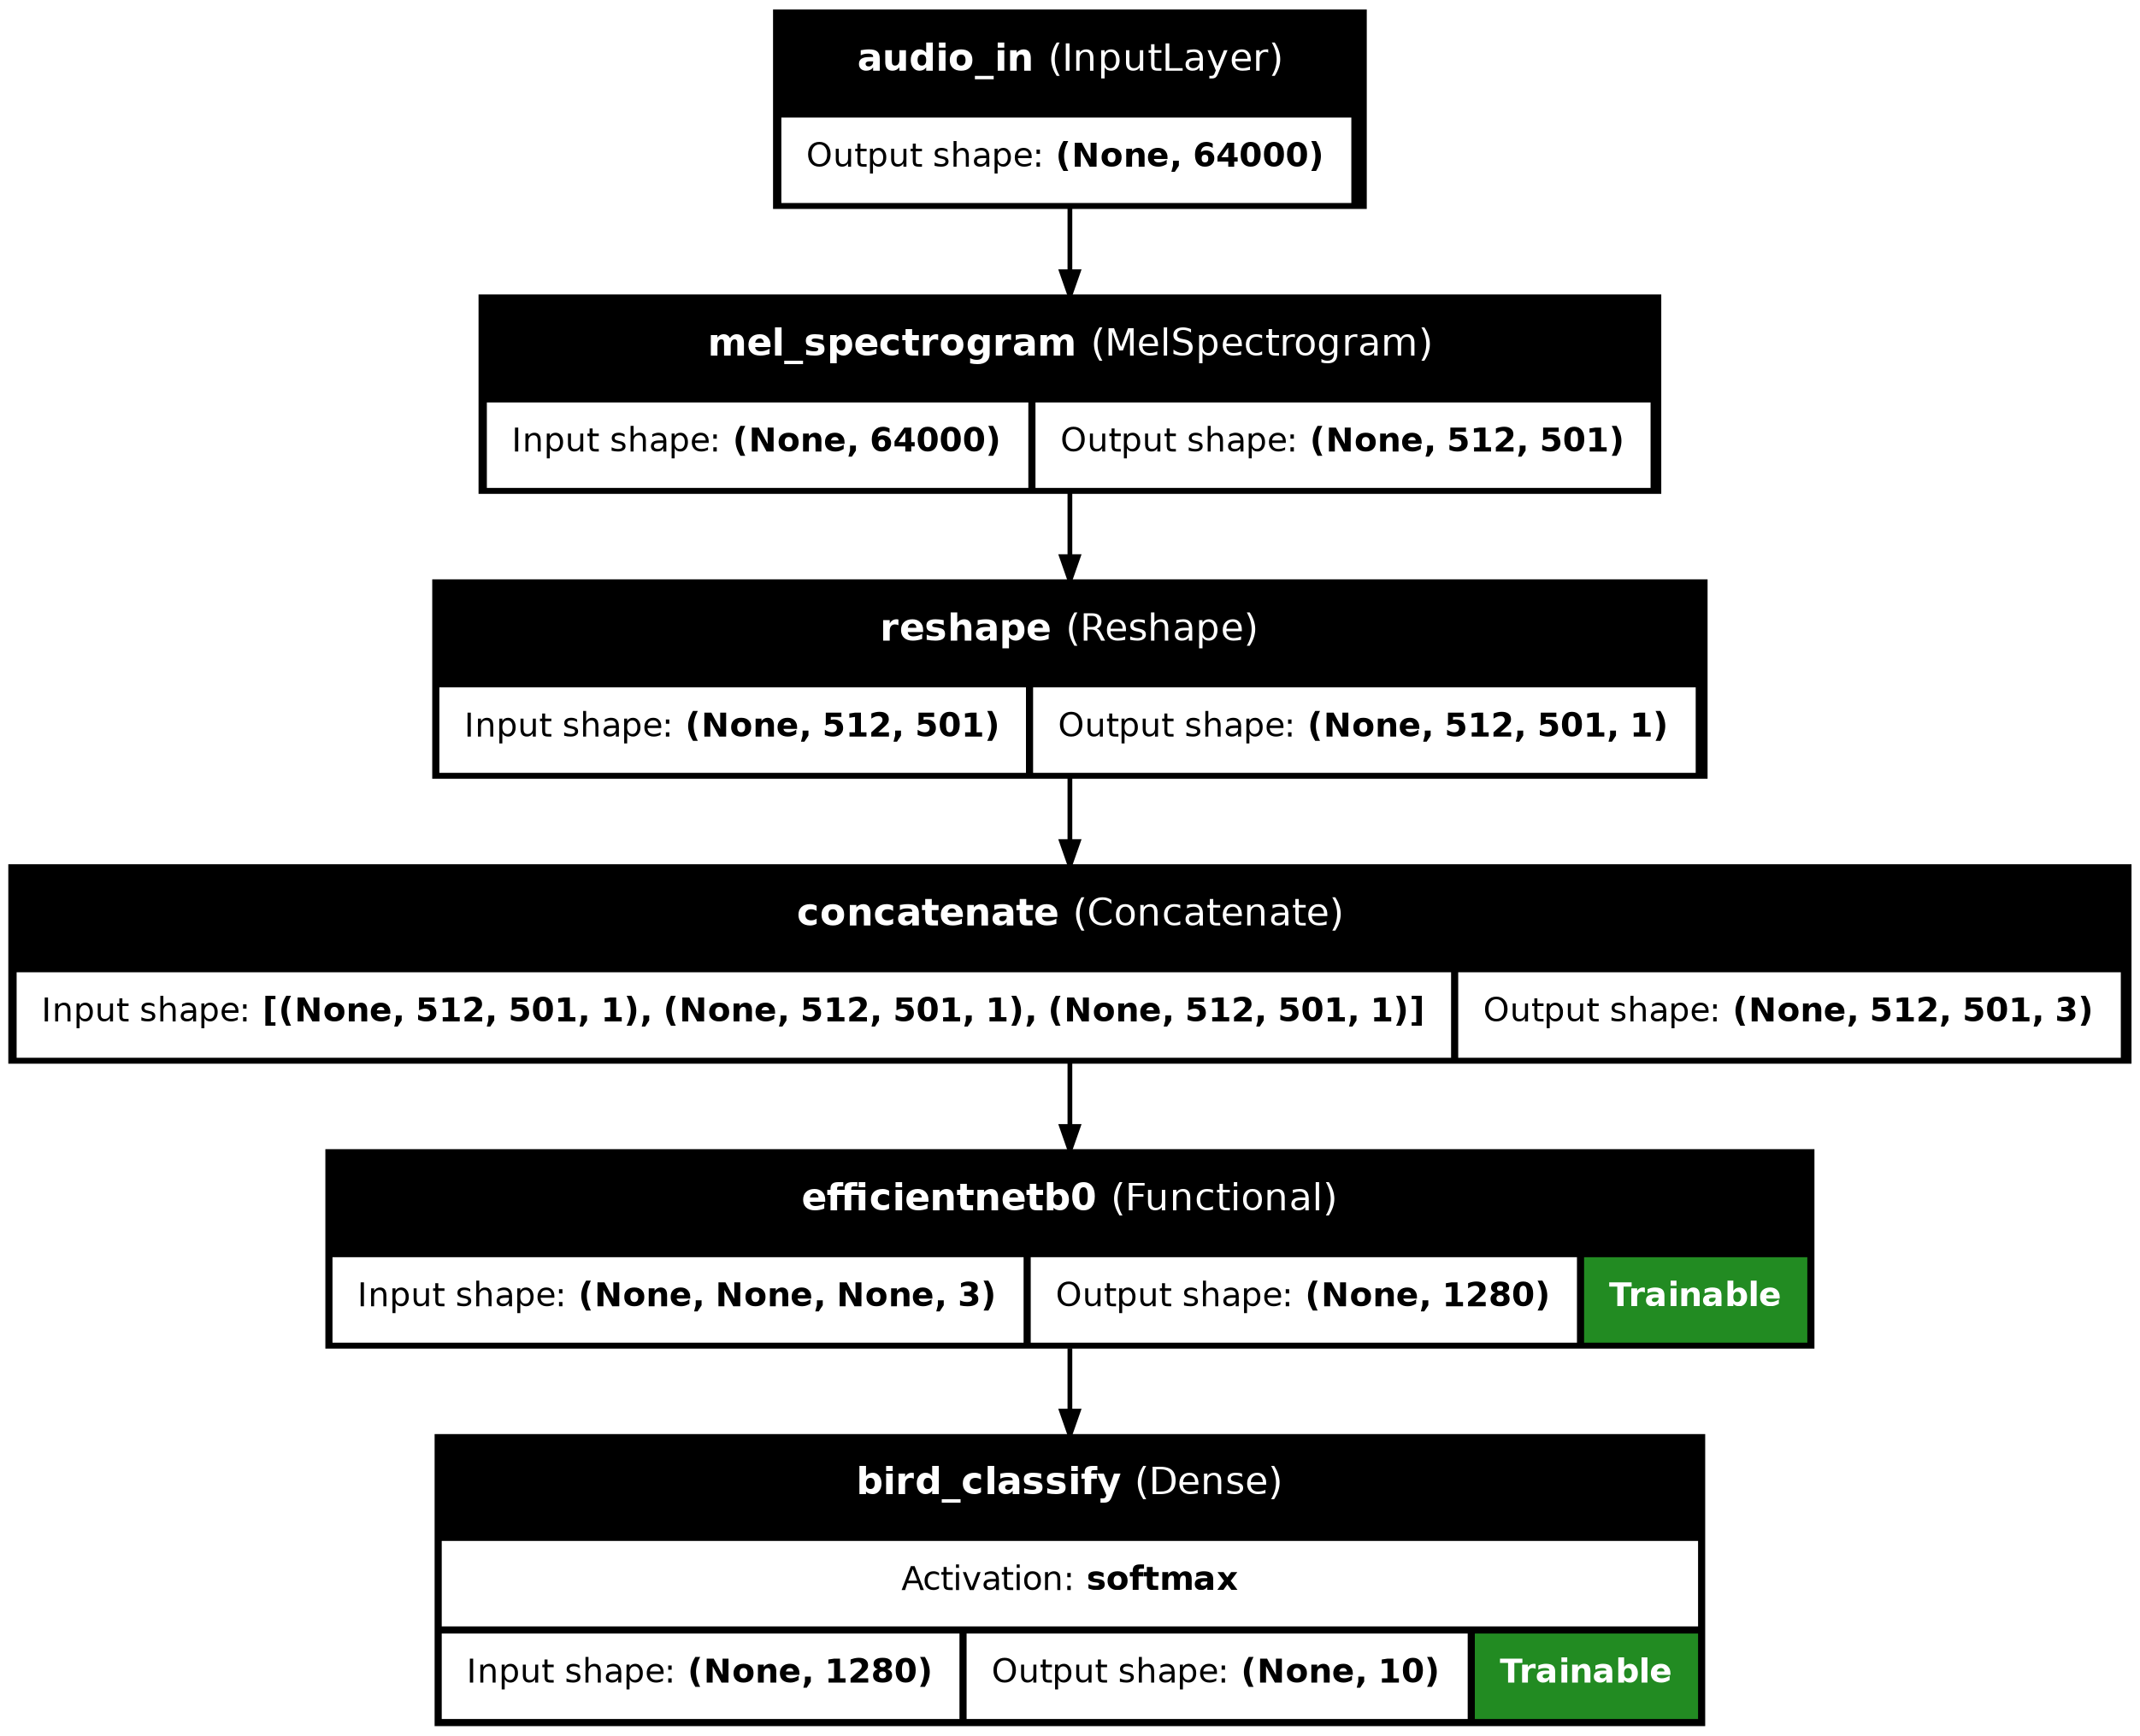 audio_in (InputLayer)
Output shape: (None, 64000)
mel_spectrogram (MelSpectrogram)
Input shape: (None, 64000) Output shape: (None, 512, 501)
reshape (Reshape)
Input shape: (None, 512, 501) Output shape: (None, 512, 501, 1)
concatenate (Concatenate)
Input shape: [(None, 512, 501, 1), (None, 512, 501, 1), (None, 512, 501, 1)] Output shape: (None, 512, 501, 3)
efficientnetb0 (Functional)
Input shape: (None, None, None, 3) Output shape: (None, 1280) Trainable
bird_classify (Dense)
Activation: softmax
Input shape: (None, 1280) Output shape: (None, 10) Trainable